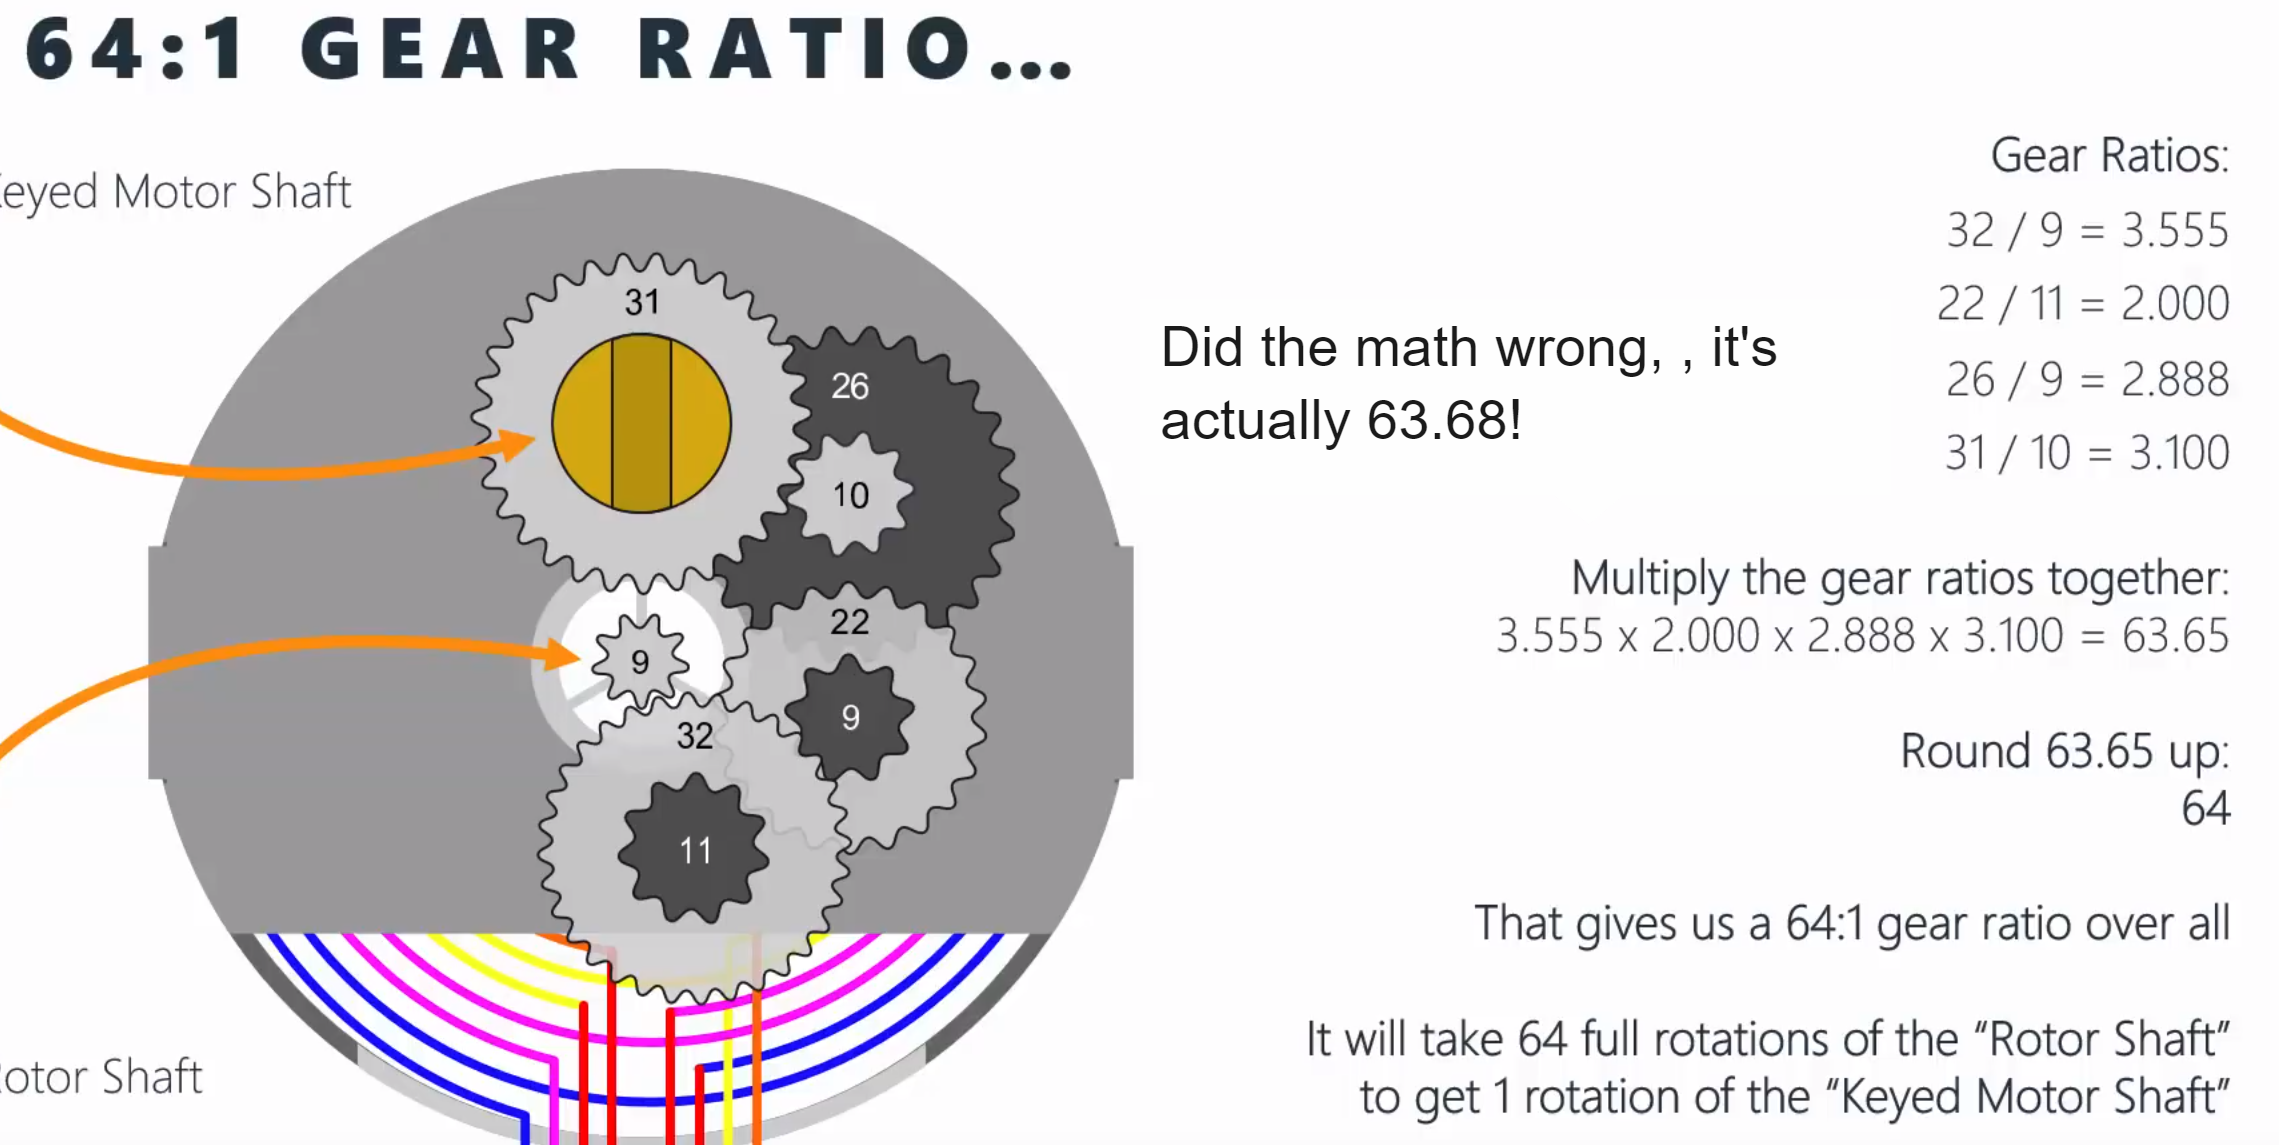 64:1 GEAR RATIO...
eyed Motor Shaft
31
26
10
22
9
9
32
11
otor Shaft
Did the math wrong, , it's
actually 63.68!
Gear Ratios:
32 / 9 = 3.555
22 / 11 = 2.000
26 / 9 = 2.888
31 / 10 = 3.100
Multiply the gear ratios together:
3.555 x 2.000 x 2.888 x 3.100 = 63.65
Round 63.65 up:
64
That gives us a 64:1 gear ratio over all
It will take 64 full rotations of the “Rotor Shaft”
to get 1 rotation of the “Keyed Motor Shaft”